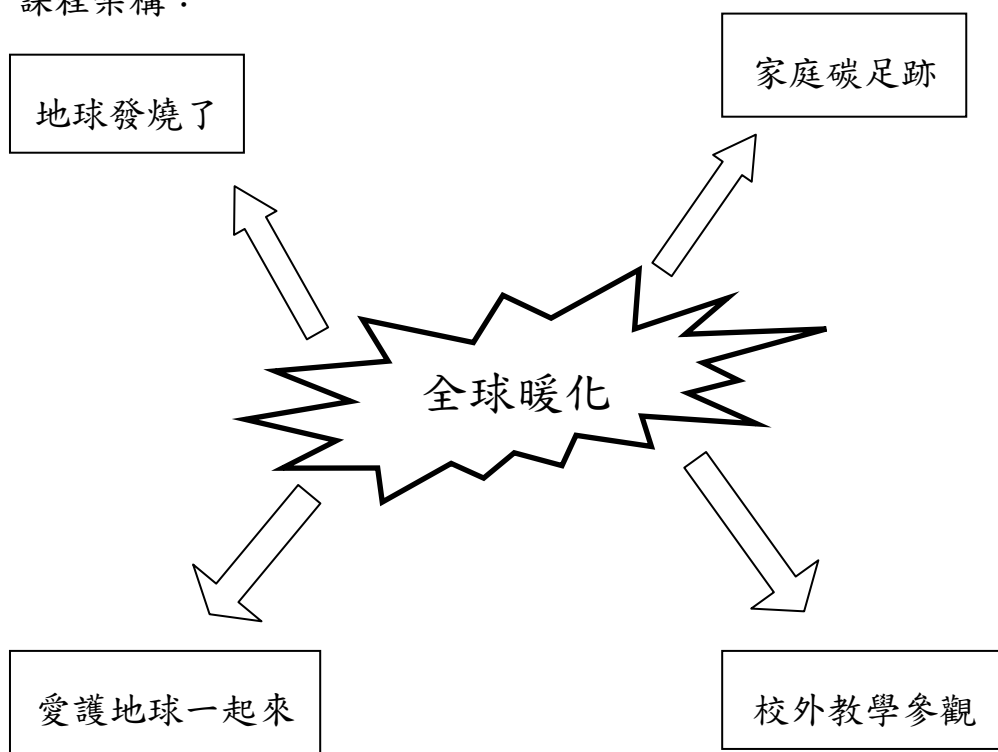 課程架構：
家庭碳足跡
地球發燒了
全球暖化
愛護地球一起來
校外教學參觀